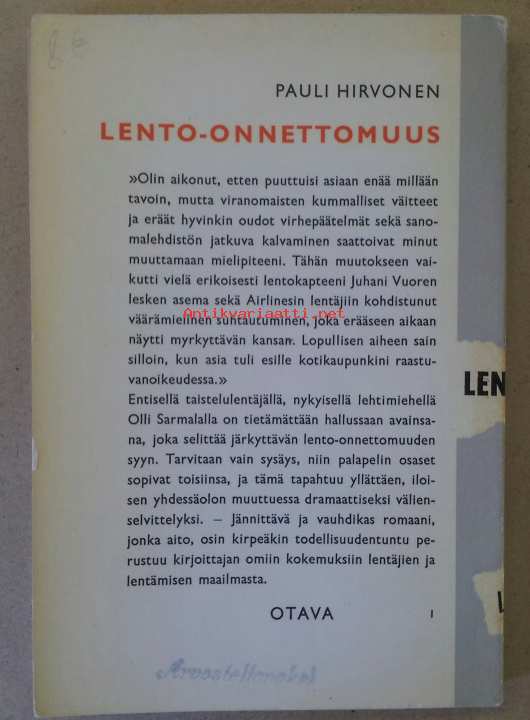 PAULI HIRVONEN
LENTO-ONNETTOMUUS
»Olin aikonut, etten puuttuisi asiaan enää millään
tavoin, mutta viranomaisten kummalliset väitteet
ja eräät hyvinkin oudot virhepäätelmät sekä sano-
malehdistön jatkuva kalvaminen saattoivat minut
muuttamaan mielipiteeni. Tähän muutokseen vai-
kutti vielä erikoisesti lentokapteeni Juhani Vuoren
lesken asema sekä Airlinesin lentäjiin kohdistunut
Antikvariaatti.net
väärämielinen suhtautuminen, joka erääseen aikaan
näytti myrkyttävän kansan. Lopullisen aiheen sain
silloin, kun asia tuli esille kotikaupunkini raastu-
vanoikeudessa.»
Entisellä taistelulentäjällä, nykyisellä lehtimiehellä
Olli Sarmalalla on tietämättään hallussaan avainsa-
na, joka selittää järkyttävän lento-onnettomuuden
syyn. Tarvitaan vain sysäys, niin palapelin osaset
sopivat toisiinsa, ja tämä tapahtuu yllättäen, iloi-
sen yhdessäolon muuttuessa dramaattiseksi välien-
selvittelyksi. – Jännittävä ja vauhdikas romaani,
jonka aito, osin kirpeäkin todellisuudentuntu pe-
rustuu kirjoittajan omiin kokemuksiin lentäjien ja
lentämisen maailmasta.
OTAVA
1
LEN
L